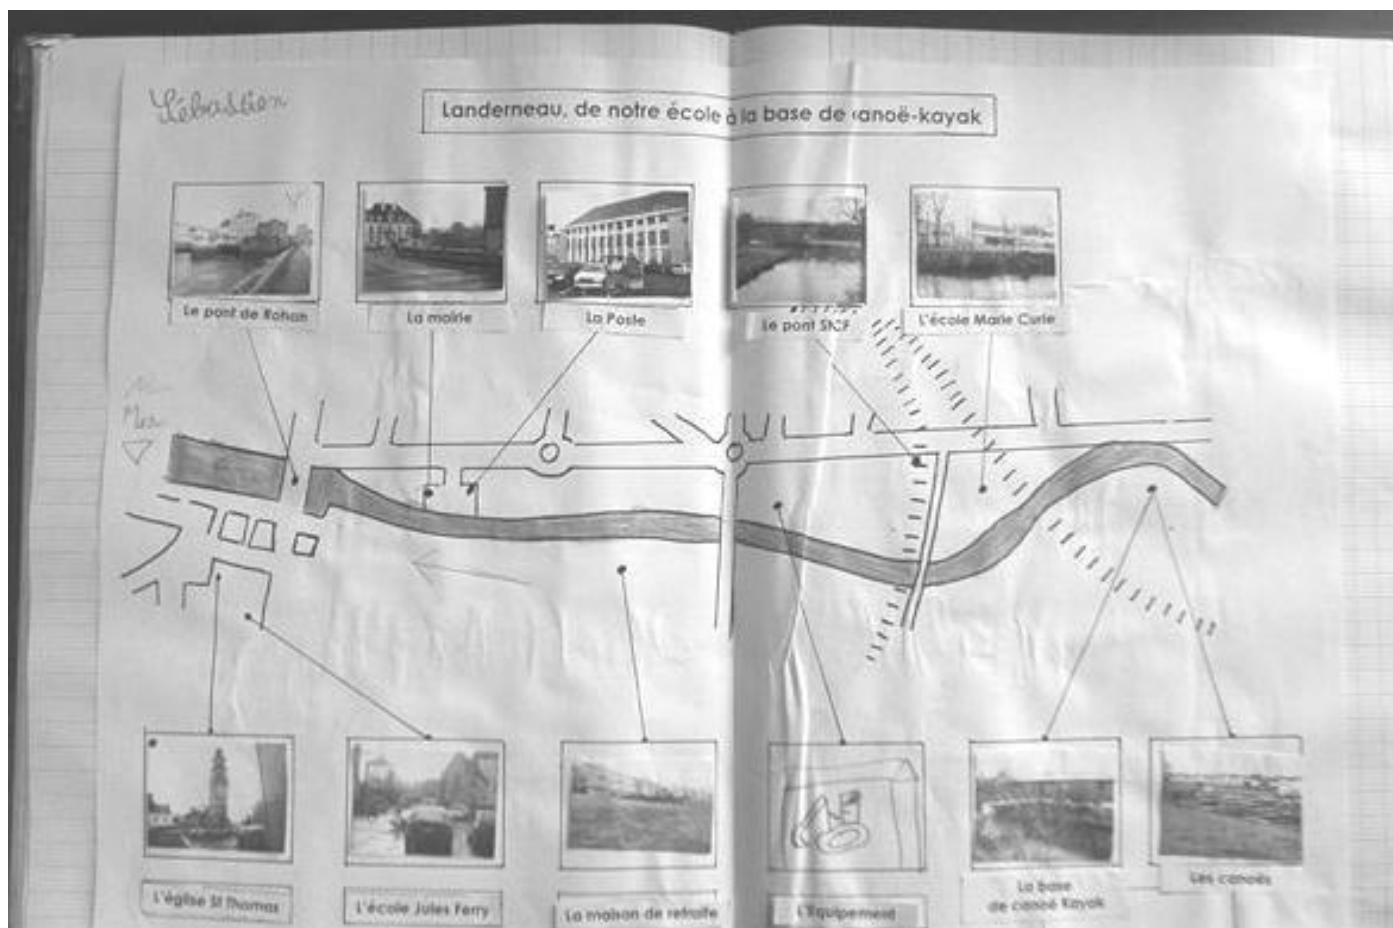 Sébastien
Landerneau, de notre école à la base de canoë-kayak
Le pont de Rohan
La mairie
La Poste
Le pont SNCF
L'école Marie Curie
Mer
L'église St Thomas
L'école Jules Ferry
La maison de retraite
L'Equipement
La base
de canoë Kayak
Les canoës